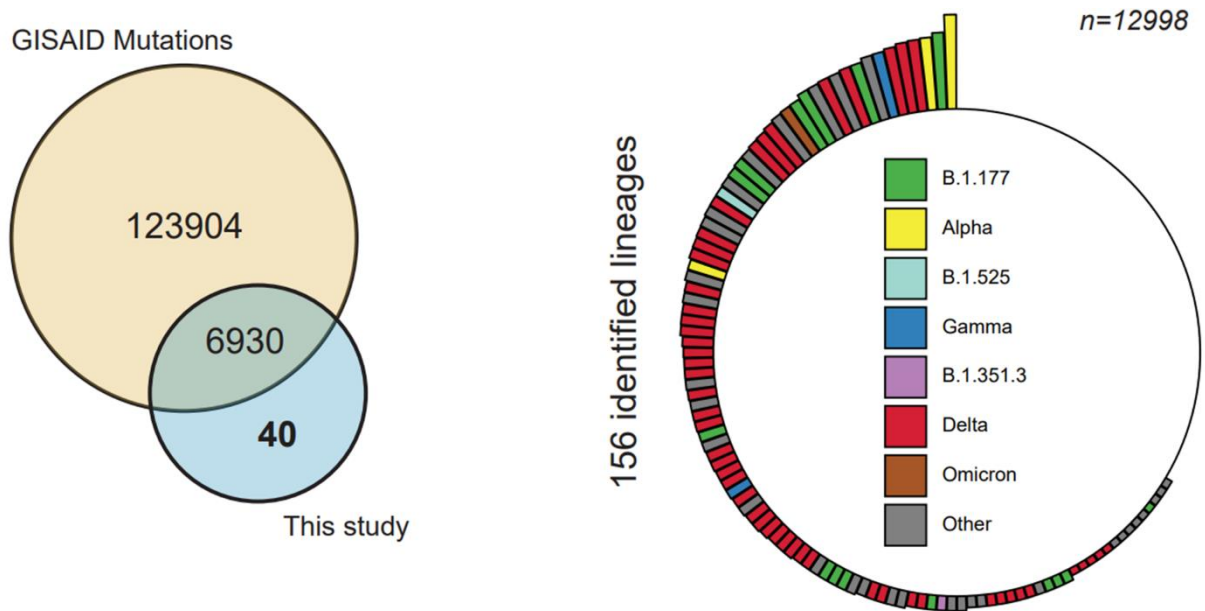 GISAID Mutations
123904
6930
40
This study
n=12998
156 identified lineages
B.1.177
Alpha
B.1.525
Gamma
B.1.351.3
Delta
Omicron
Other